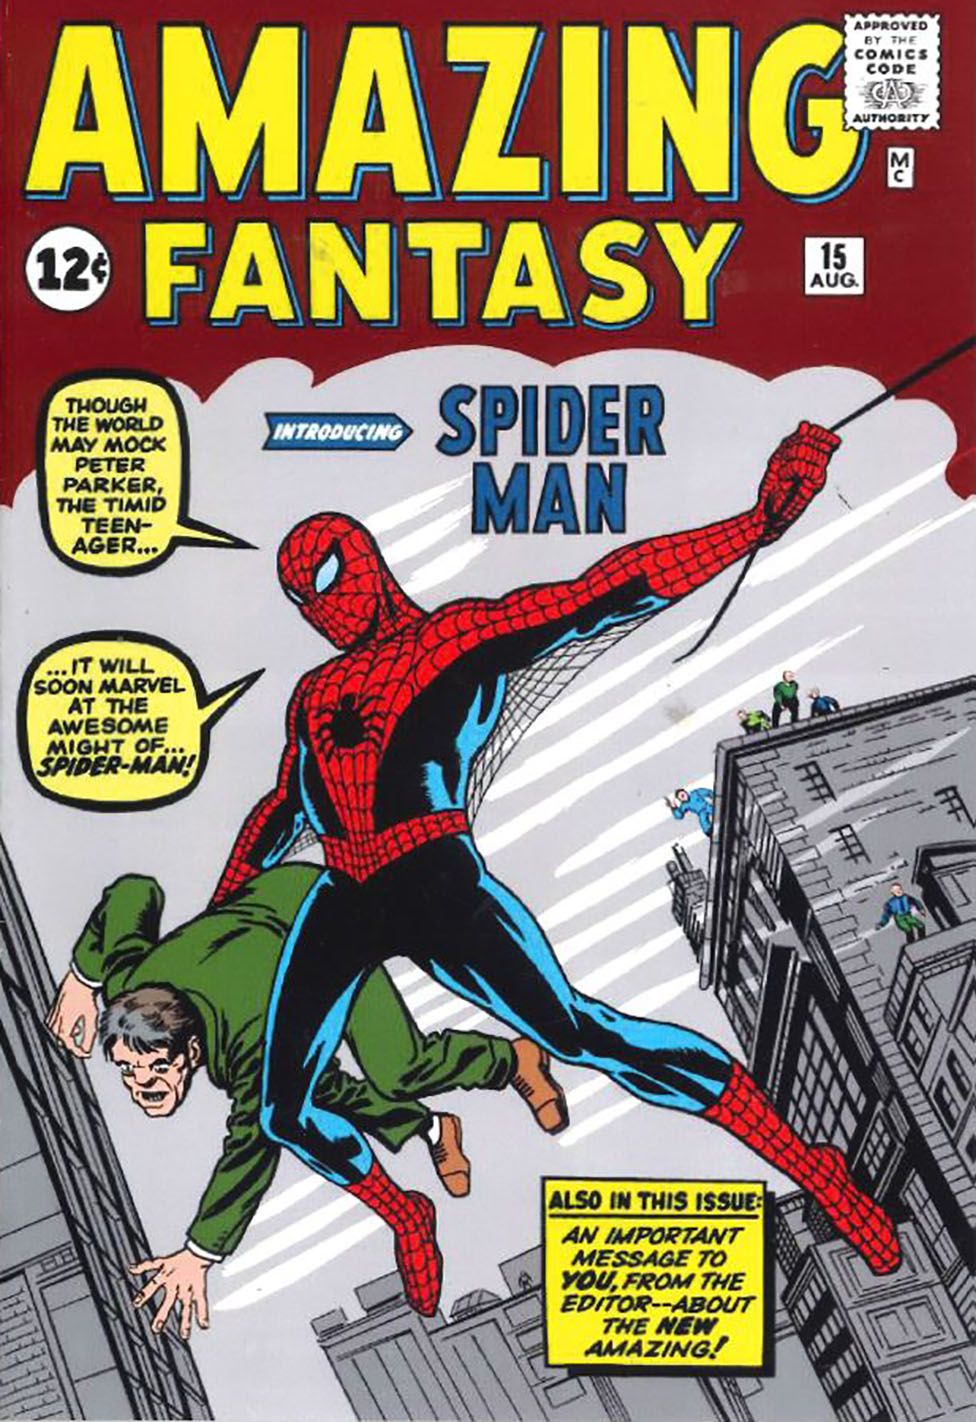 AMAZING
FANTASY
APPROVED
BY THE
COMICS
CODE
CA
AUTHORITY
M
C
12¢
15
AUG.
INTRODUCING
SPIDER
MAN
THOUGH
THE WORLD
MAY MOCK
PETER
PARKER,
THE TIMID
TEEN-
AGER...
...IT WILL
SOON MARVEL
AT THE
AWESOME
MIGHT OF...
SPIDER-MAN!
ALSO IN THIS ISSUE:
AN IMPORTANT
MESSAGE TO
YOU, FROM THE
EDITOR--ABOUT
THE NEW
AMAZING!